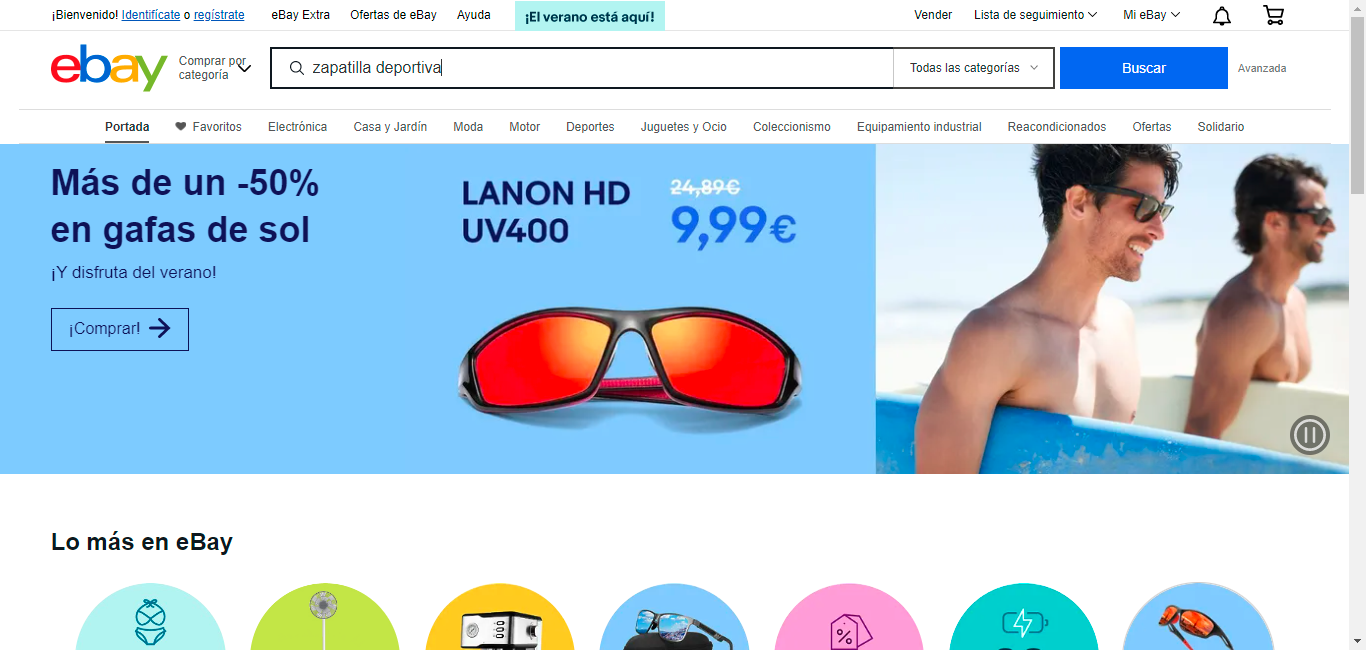 ¡Bienvenido! Identifícate o regístrate eBay Extra Ofertas de eBay Ayuda ¡El verano está aquí! Vender Lista de seguimiento Mi eBay
ebay Comprar por categoría zapatilla deportiva Todas las categorías Buscar Avanzada
Portada Favoritos Electrónica Casa y Jardín Moda Motor Deportes Juguetes y Ocio Coleccionismo Equipamiento industrial Reacondicionados Ofertas Solidario
Más de un -50%
en gafas de sol
¡Y disfruta del verano!
¡Comprar!
LANON HD
UV400
24,89€
9,99€
Lo más en eBay
%